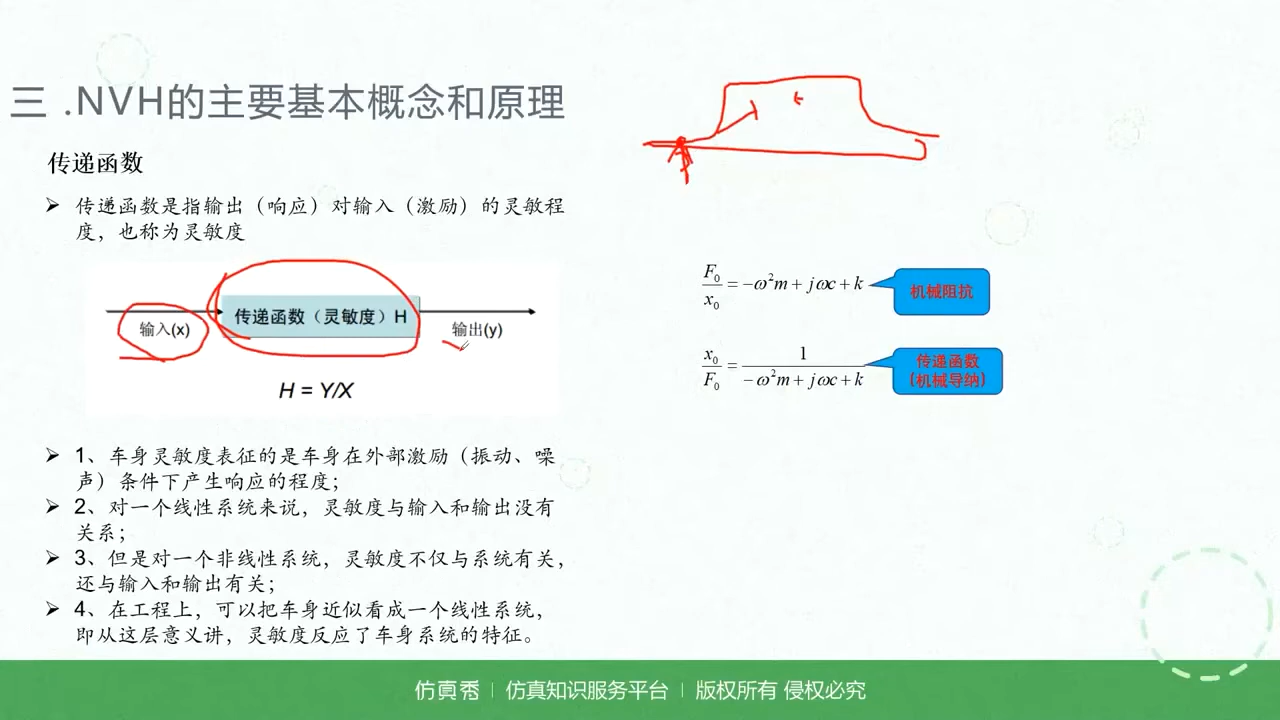 三 .NVH的主要基本概念和原理
传递函数
➢ 传递函数是指输出（响应）对输入（激励）的灵敏程
度，也称为灵敏度
输入(x)
传递函数（灵敏度）H
输出(y)
H = Y/X
➢ 1、车身灵敏度表征的是车身在外部激励（振动、噪
声）条件下产生响应的程度；
➢ 2、对一个线性系统来说，灵敏度与输入和输出没有
关系；
➢ 3、但是对一个非线性系统，灵敏度不仅与系统有关，
还与输入和输出有关；
➢ 4、在工程上，可以把车身近似看成一个线性系统，
即从这层意义讲，灵敏度反应了车身系统的特征。
F₀/x₀ = -ω²m + jωc + k
机械阻抗
x₀/F₀ = 1/(-ω²m + jωc + k)
传递函数
(机械导纳)
仿真秀 | 仿真知识服务平台 | 版权所有 侵权必究